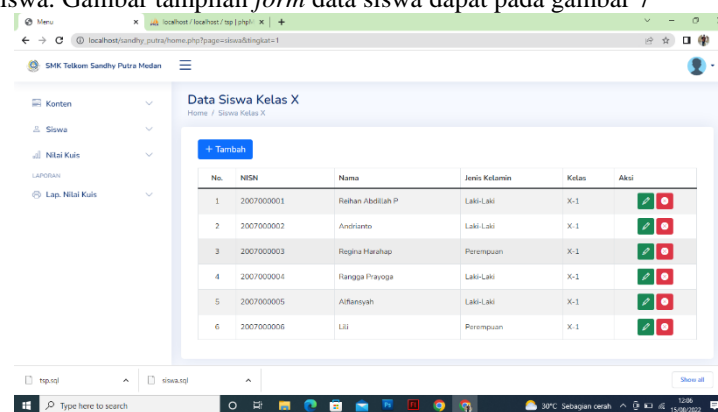 siswa. Gambar tampilan form data siswa dapat pada gambar 7
Menu
localhost / localhost / tsp | phpM
localhost/sandhy_putra/home.php?page=siswa&tingkat=1
SMK Telkom Sandhy Putra Medan
Konten
Siswa
Nilai Kuis
LAPORAN
Lap. Nilai Kuis
Data Siswa Kelas X
Home / Siswa Kelas X
+ Tambah
No. NISN Nama Jenis Kelamin Kelas Aksi
1 2007000001 Reihan Abdillah P Laki-Laki X-1
2 2007000002 Andrianto Laki-Laki X-1
3 2007000003 Regina Harahap Perempuan X-1
4 2007000004 Rangga Prayoga Laki-Laki X-1
5 2007000005 Alfiansyah Laki-Laki X-1
6 2007000006 Lili Perempuan X-1
tsp.sql
siswa.sql
Show all
Type here to search
30°C Sebagian cerah
12:06
15/08/2022